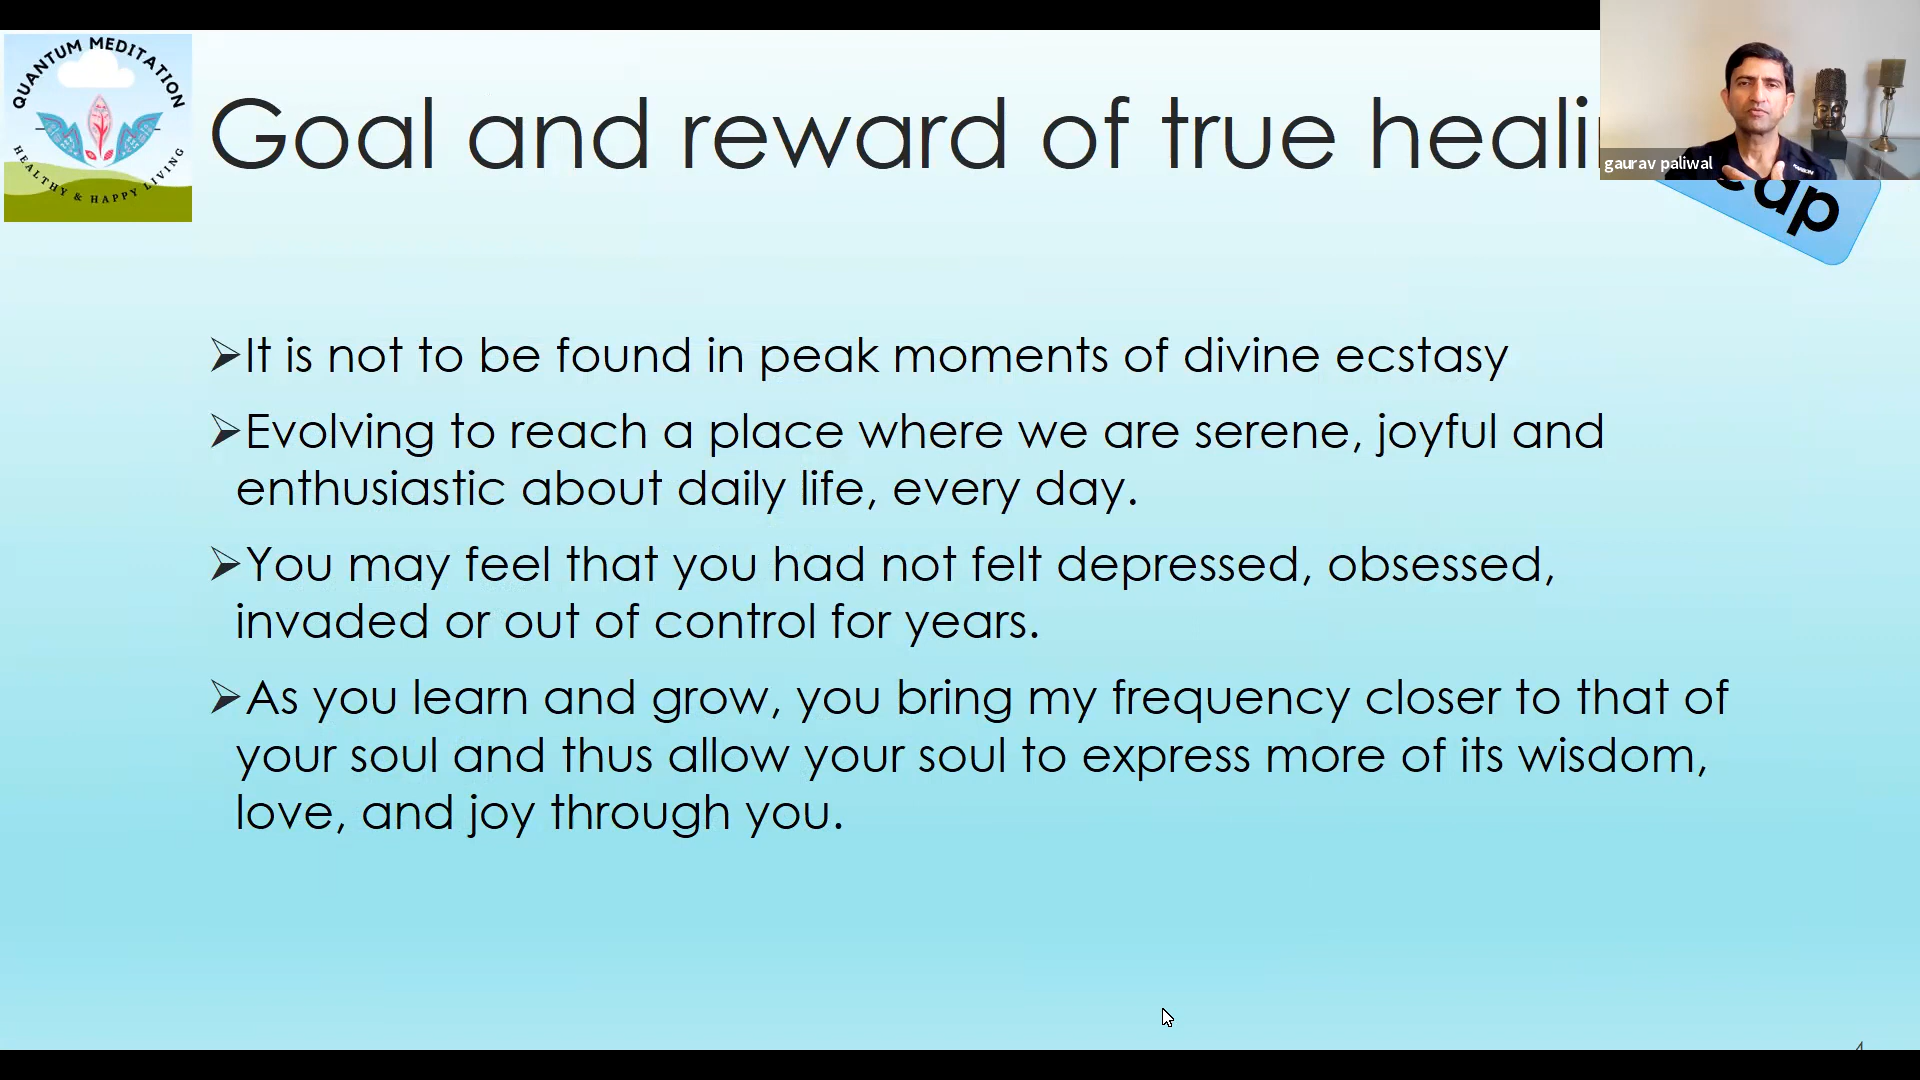 QUANTUM MEDITATION
HEALTHY & HAPPY LIVING
Goal and reward of true
gaurav paliwal
➢It is not to be found in peak moments of divine ecstasy
➢Evolving to reach a place where we are serene, joyful and
enthusiastic about daily life, every day.
➢You may feel that you had not felt depressed, obsessed,
invaded or out of control for years.
➢As you learn and grow, you bring my frequency closer to that of
your soul and thus allow your soul to express more of its wisdom,
love, and joy through you.